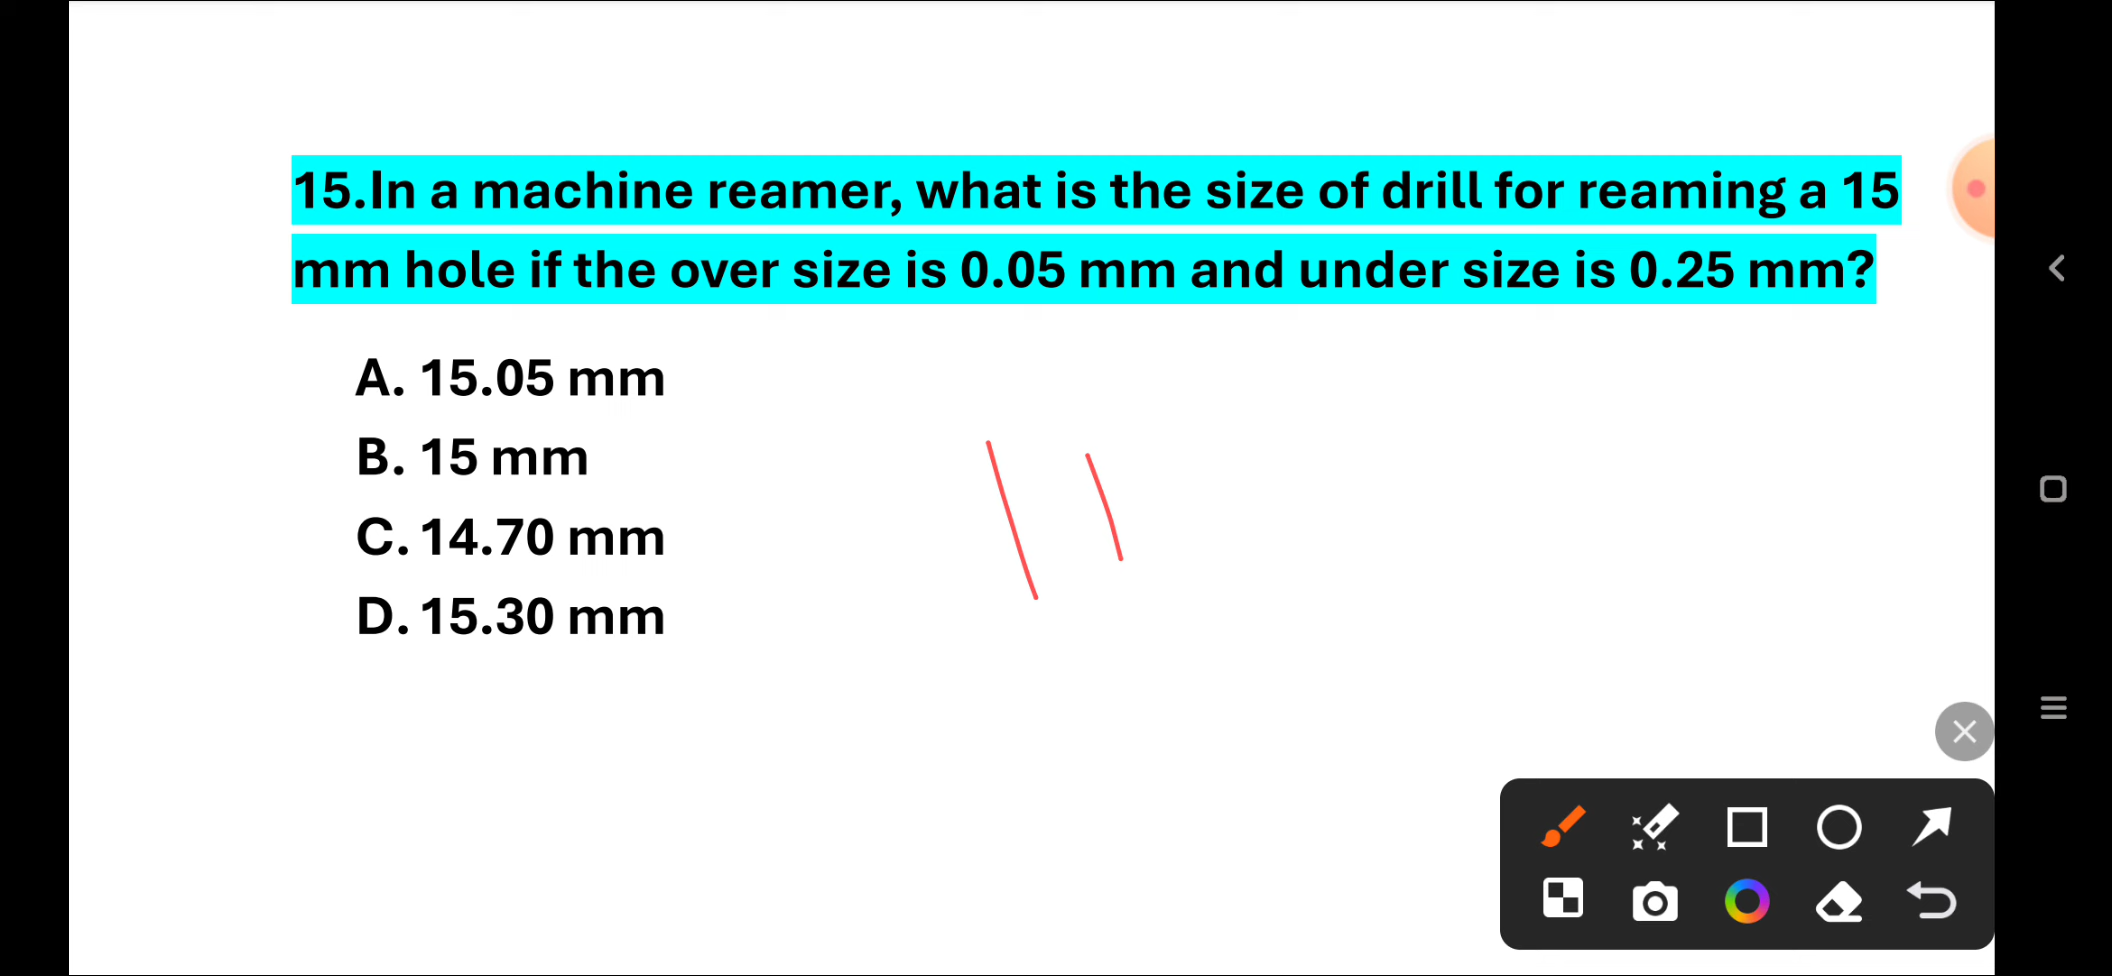 15.In a machine reamer, what is the size of drill for reaming a 15
mm hole if the over size is 0.05 mm and under size is 0.25 mm?
A. 15.05 mm
B. 15 mm
C. 14.70 mm
D. 15.30 mm